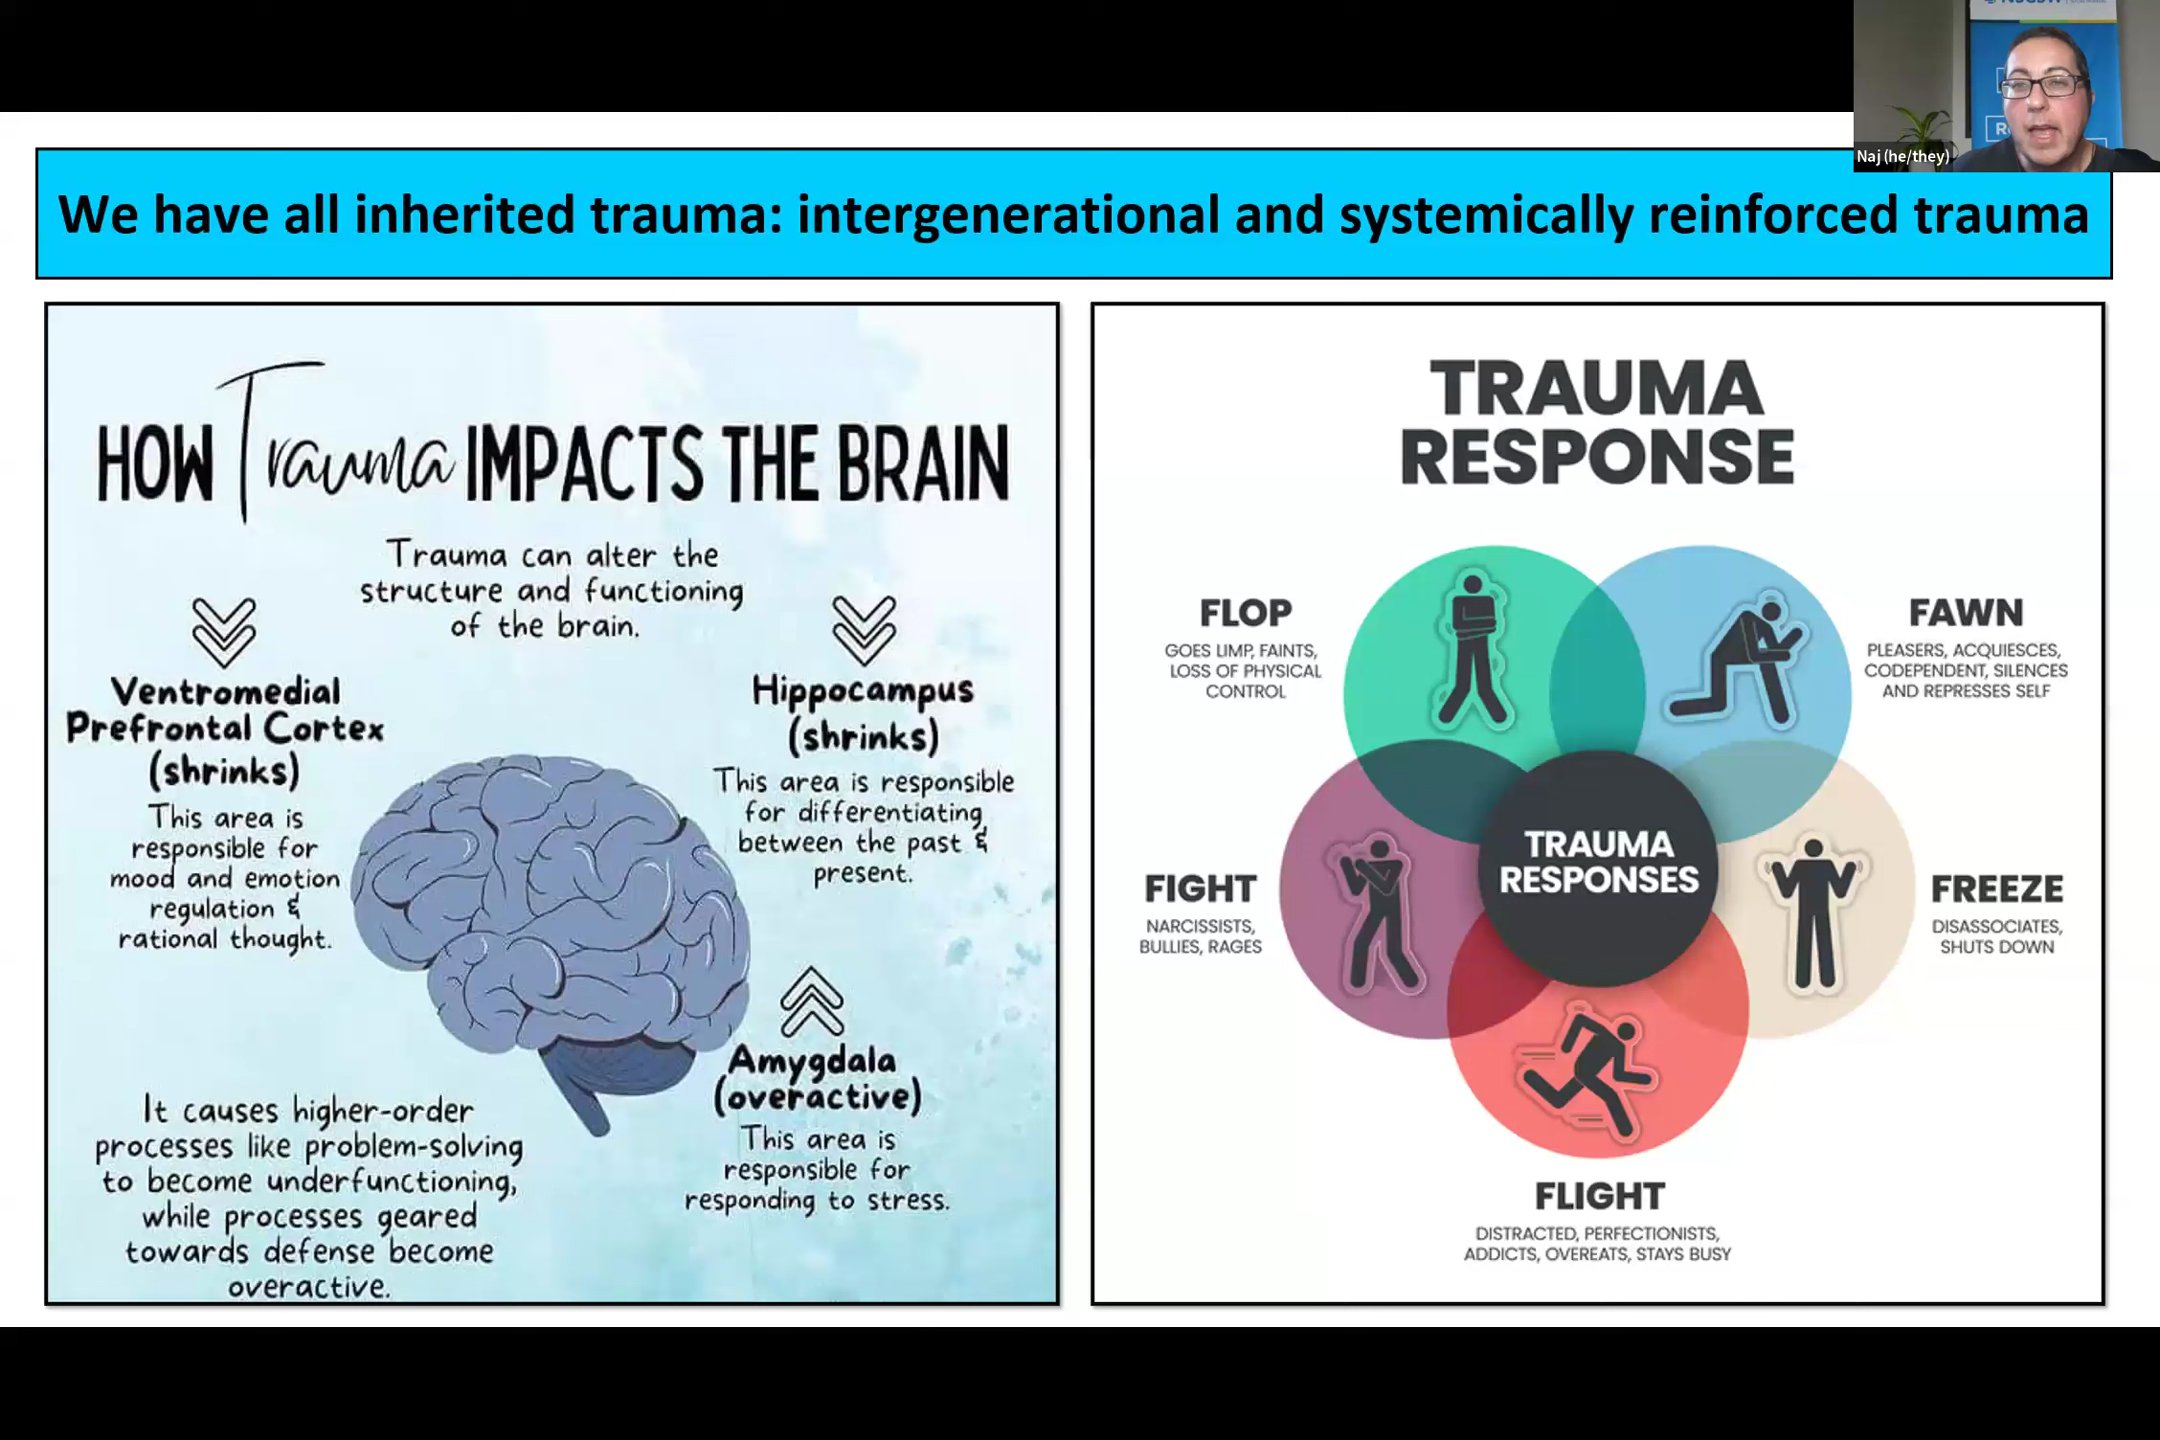 Naj (he/they)
We have all inherited trauma: intergenerational and systemically reinforced trauma
HOW Trauma IMPACTS THE BRAIN
Trauma can alter the
structure and functioning
of the brain.
Ventromedial
Prefrontal Cortex
(shrinks)
This area is
responsible for
mood and emotion
regulation &
rational thought.
Hippocampus
(shrinks)
This area is responsible
for differentiating
between the past &
present.
Amygdala
(overactive)
This area is
responsible for
responding to stress.
It causes higher-order
processes like problem-solving
to become underfunctioning,
while processes geared
towards defense become
overactive.
TRAUMA
RESPONSE
FLOP
GOES LIMP, FAINTS,
LOSS OF PHYSICAL
CONTROL
FAWN
PLEASERS, ACQUIESCES,
CODEPENDENT, SILENCES
AND REPRESSES SELF
TRAUMA
RESPONSES
FIGHT
NARCISSISTS,
BULLIES, RAGES
FREEZE
DISASSOCIATES,
SHUTS DOWN
FLIGHT
DISTRACTED, PERFECTIONISTS,
ADDICTS, OVEREATS, STAYS BUSY